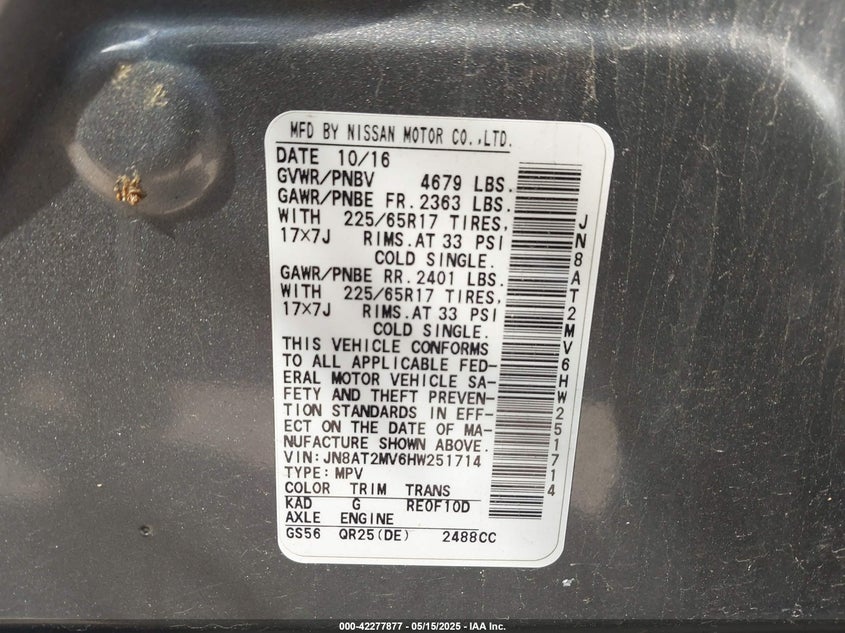 MFD BY NISSAN MOTOR CO.,LTD.
DATE 10/16
GVWR/PNBV 4679 LBS.
GAWR/PNBE FR. 2363 LBS.
WITH 225/65R17 TIRES,
17×7J RIMS. AT 33 PSI
COLD SINGLE.
GAWR/PNBE RR. 2401 LBS.
WITH 225/65R17 TIRES,
17×7J RIMS. AT 33 PSI
COLD SINGLE.
THIS VEHICLE CONFORMS
TO ALL APPLICABLE FED-
ERAL MOTOR VEHICLE SA-
FETY AND THEFT PREVEN-
TION STANDARDS IN EFF-
ECT ON THE DATE OF MA-
NUFACTURE SHOWN ABOVE.
VIN: JN8AT2MV6HW251714
TYPE: MPV
COLOR TRIM TRANS
KAD G RE0F10D
AXLE ENGINE
GS56 QR25(DE) 2488CC
JN8AT2MV6HW251714
000-42277877 - 05/15/2025 - IAA Inc.